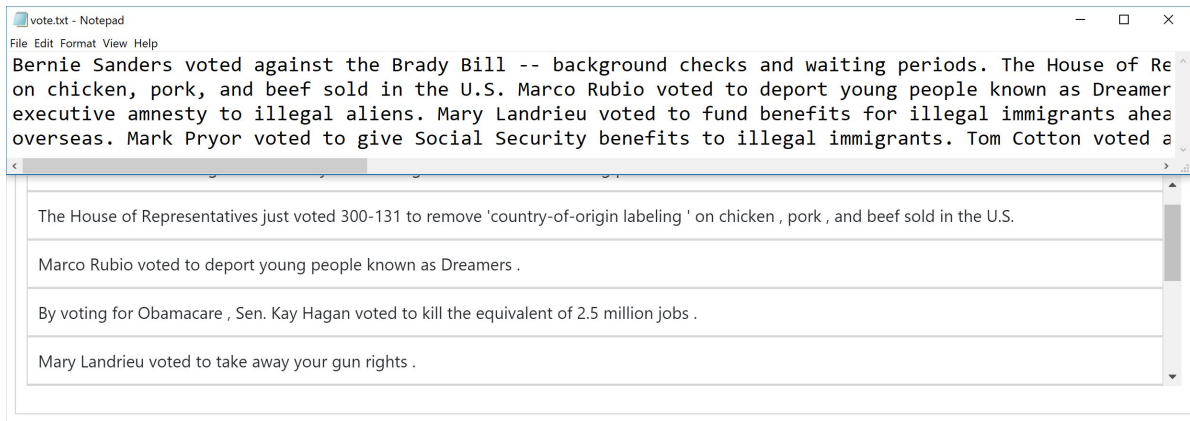 vote.txt - Notepad
File Edit Format View Help
Bernie Sanders voted against the Brady Bill -- background checks and waiting periods. The House of Re
on chicken, pork, and beef sold in the U.S. Marco Rubio voted to deport young people known as Dreamer
executive amnesty to illegal aliens. Mary Landrieu voted to fund benefits for illegal immigrants ahea
overseas. Mark Pryor voted to give Social Security benefits to illegal immigrants. Tom Cotton voted a
The House of Representatives just voted 300-131 to remove 'country-of-origin labeling ' on chicken , pork , and beef sold in the U.S.
Marco Rubio voted to deport young people known as Dreamers .
By voting for Obamacare , Sen. Kay Hagan voted to kill the equivalent of 2.5 million jobs .
Mary Landrieu voted to take away your gun rights .